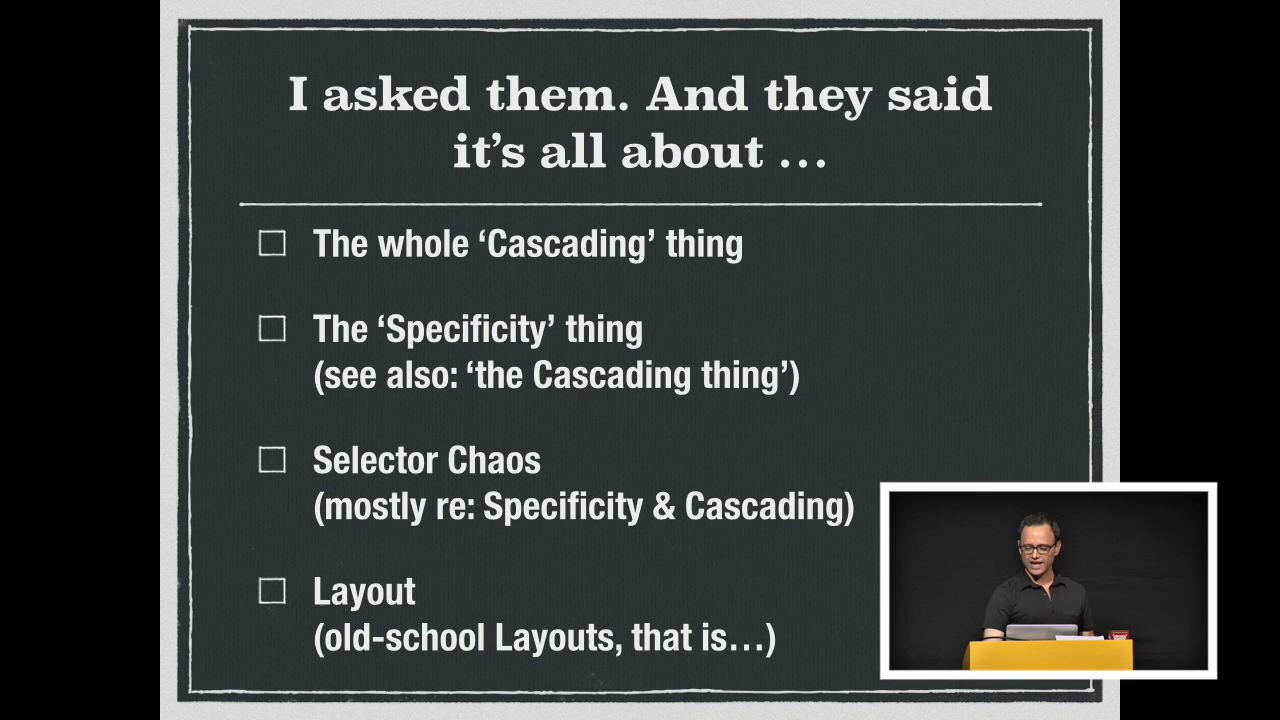 I asked them. And they said
it’s all about …
The whole ‘Cascading’ thing
The ‘Specificity’ thing
(see also: ‘the Cascading thing’)
Selector Chaos
(mostly re: Specificity & Cascading)
Layout
(old-school Layouts, that is…)